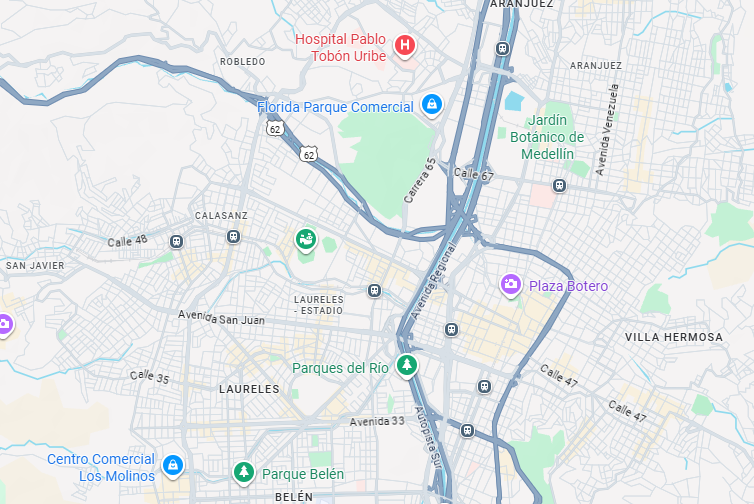 ARANJUEZ
Hospital Pablo
Tobón Uribe
H
ROBLEDO
ARANJUEZ
Florida Parque Comercial
62
62
Jardín
Botánico de
Medellín
Avenida Venezuela
Carrera 65
Calle 67
CALASANZ
Calle 48
SAN JAVIER
Avenida Regional
Plaza Botero
LAURELES
- ESTADIO
Avenida San Juan
VILLA HERMOSA
Parques del Río
Calle 35
LAURELES
Calle 47
Calle 47
Avenida 33
Autopista Sur
Centro Comercial
Los Molinos
Parque Belén
BELÉN